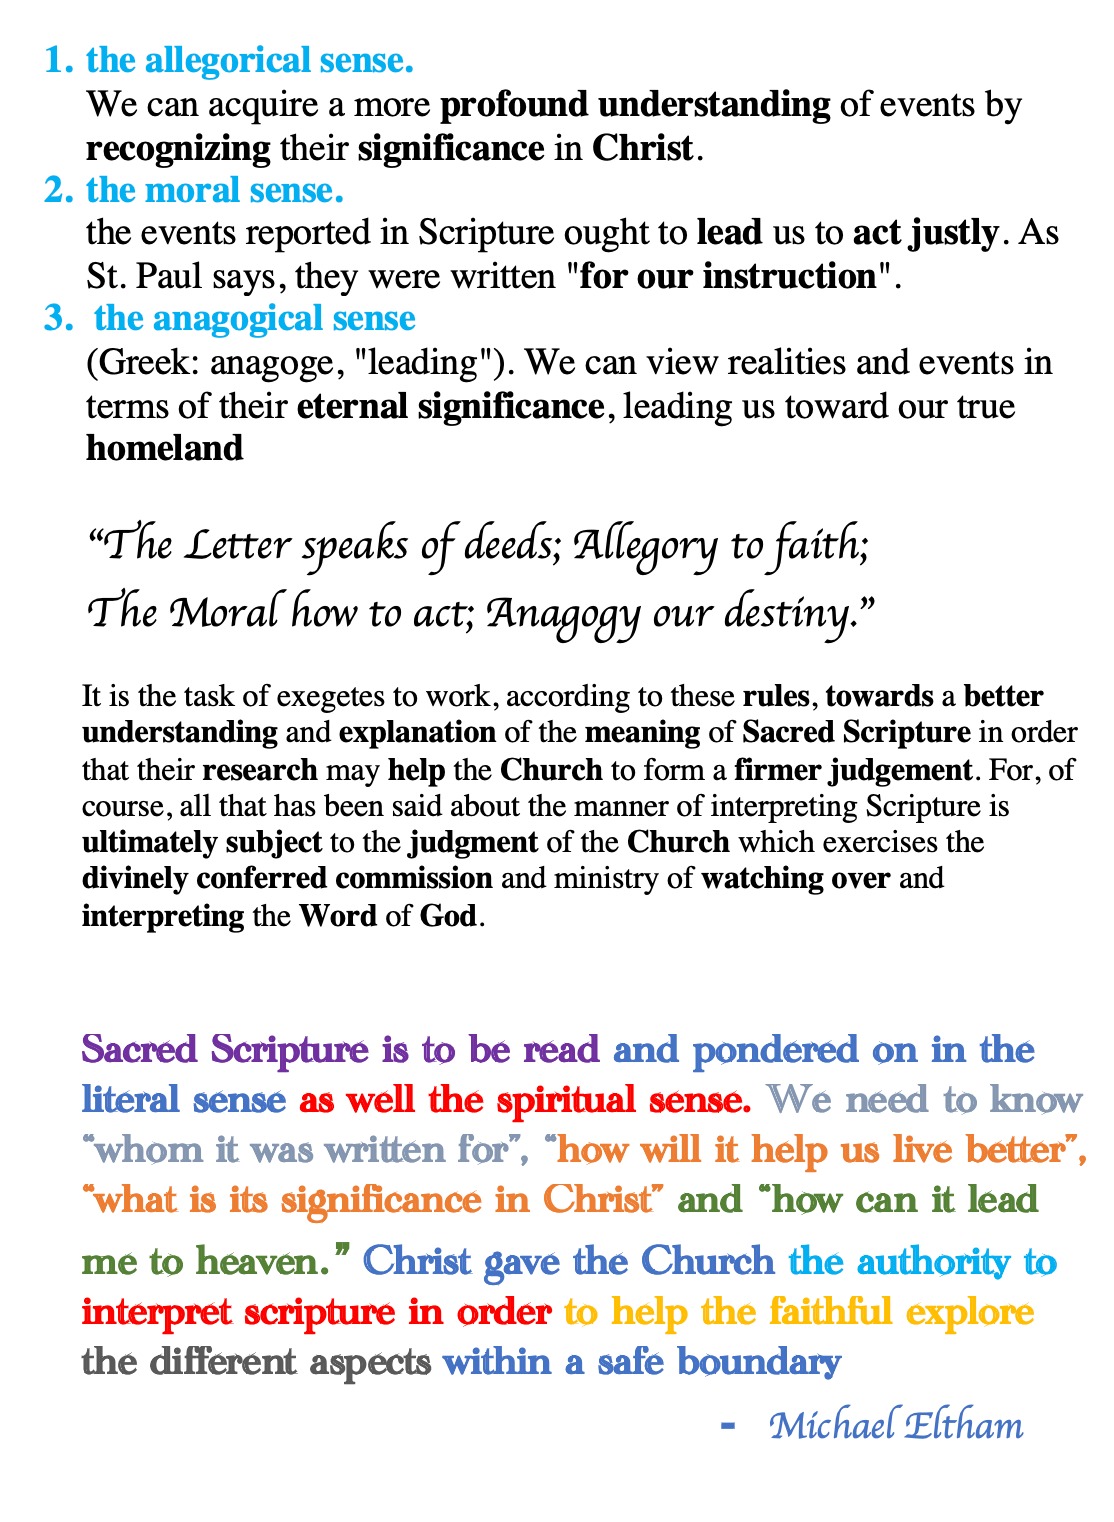 1. the allegorical sense.
We can acquire a more profound understanding of events by
recognizing their significance in Christ.
2. the moral sense.
the events reported in Scripture ought to lead us to act justly. As
St. Paul says, they were written "for our instruction".
3. the anagogical sense
(Greek: anagoge, "leading"). We can view realities and events in
terms of their eternal significance, leading us toward our true
homeland
“The Letter speaks of deeds; Allegory to faith;
The Moral how to act; Anagogy our destiny.”
It is the task of exegetes to work, according to these rules, towards a better
understanding and explanation of the meaning of Sacred Scripture in order
that their research may help the Church to form a firmer judgement. For, of
course, all that has been said about the manner of interpreting Scripture is
ultimately subject to the judgment of the Church which exercises the
divinely conferred commission and ministry of watching over and
interpreting the Word of God.
Sacred Scripture is to be read and pondered on in the
literal sense as well the spiritual sense. We need to know
“whom it was written for”, “how will it help us live better”,
“what is its significance in Christ” and “how can it lead
me to heaven.” Christ gave the Church the authority to
interpret scripture in order to help the faithful explore
the different aspects within a safe boundary
- Michael Eltham